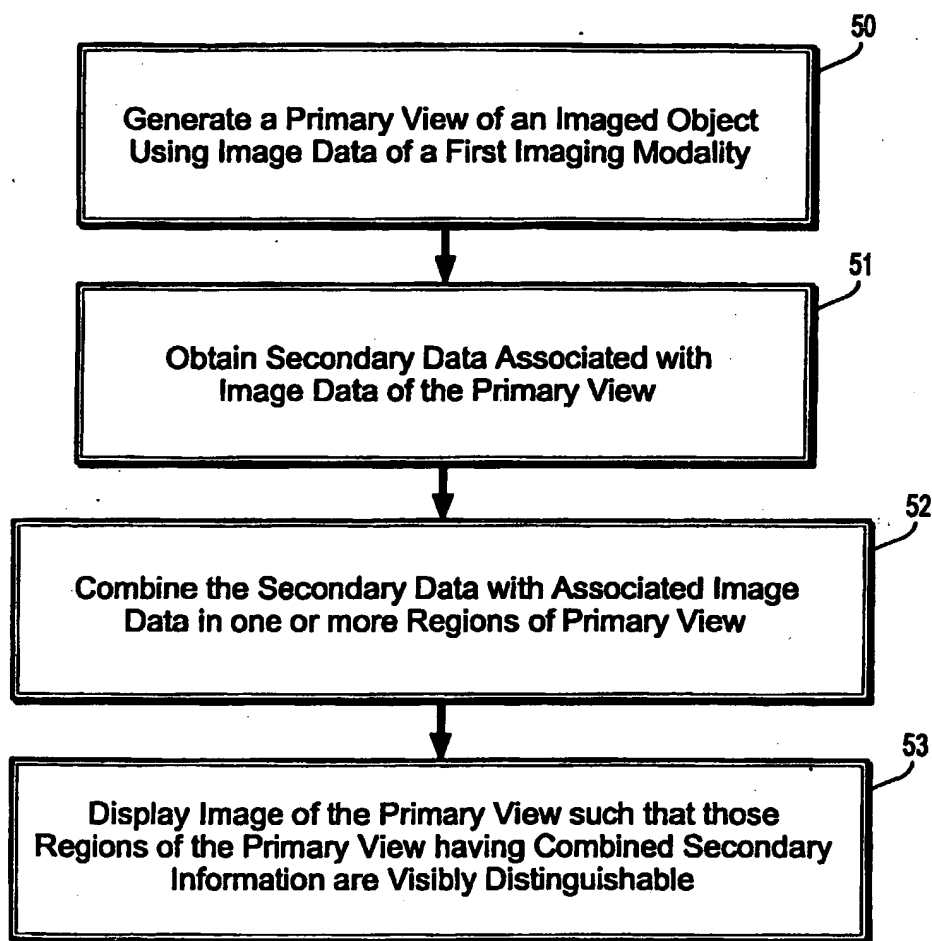 50
Generate a Primary View of an Imaged Object
Using Image Data of a First Imaging Modality
51
Obtain Secondary Data Associated with
Image Data of the Primary View
52
Combine the Secondary Data with Associated Image
Data in one or more Regions of Primary View
53
Display Image of the Primary View such that those
Regions of the Primary View having Combined Secondary
Information are Visibly Distinguishable